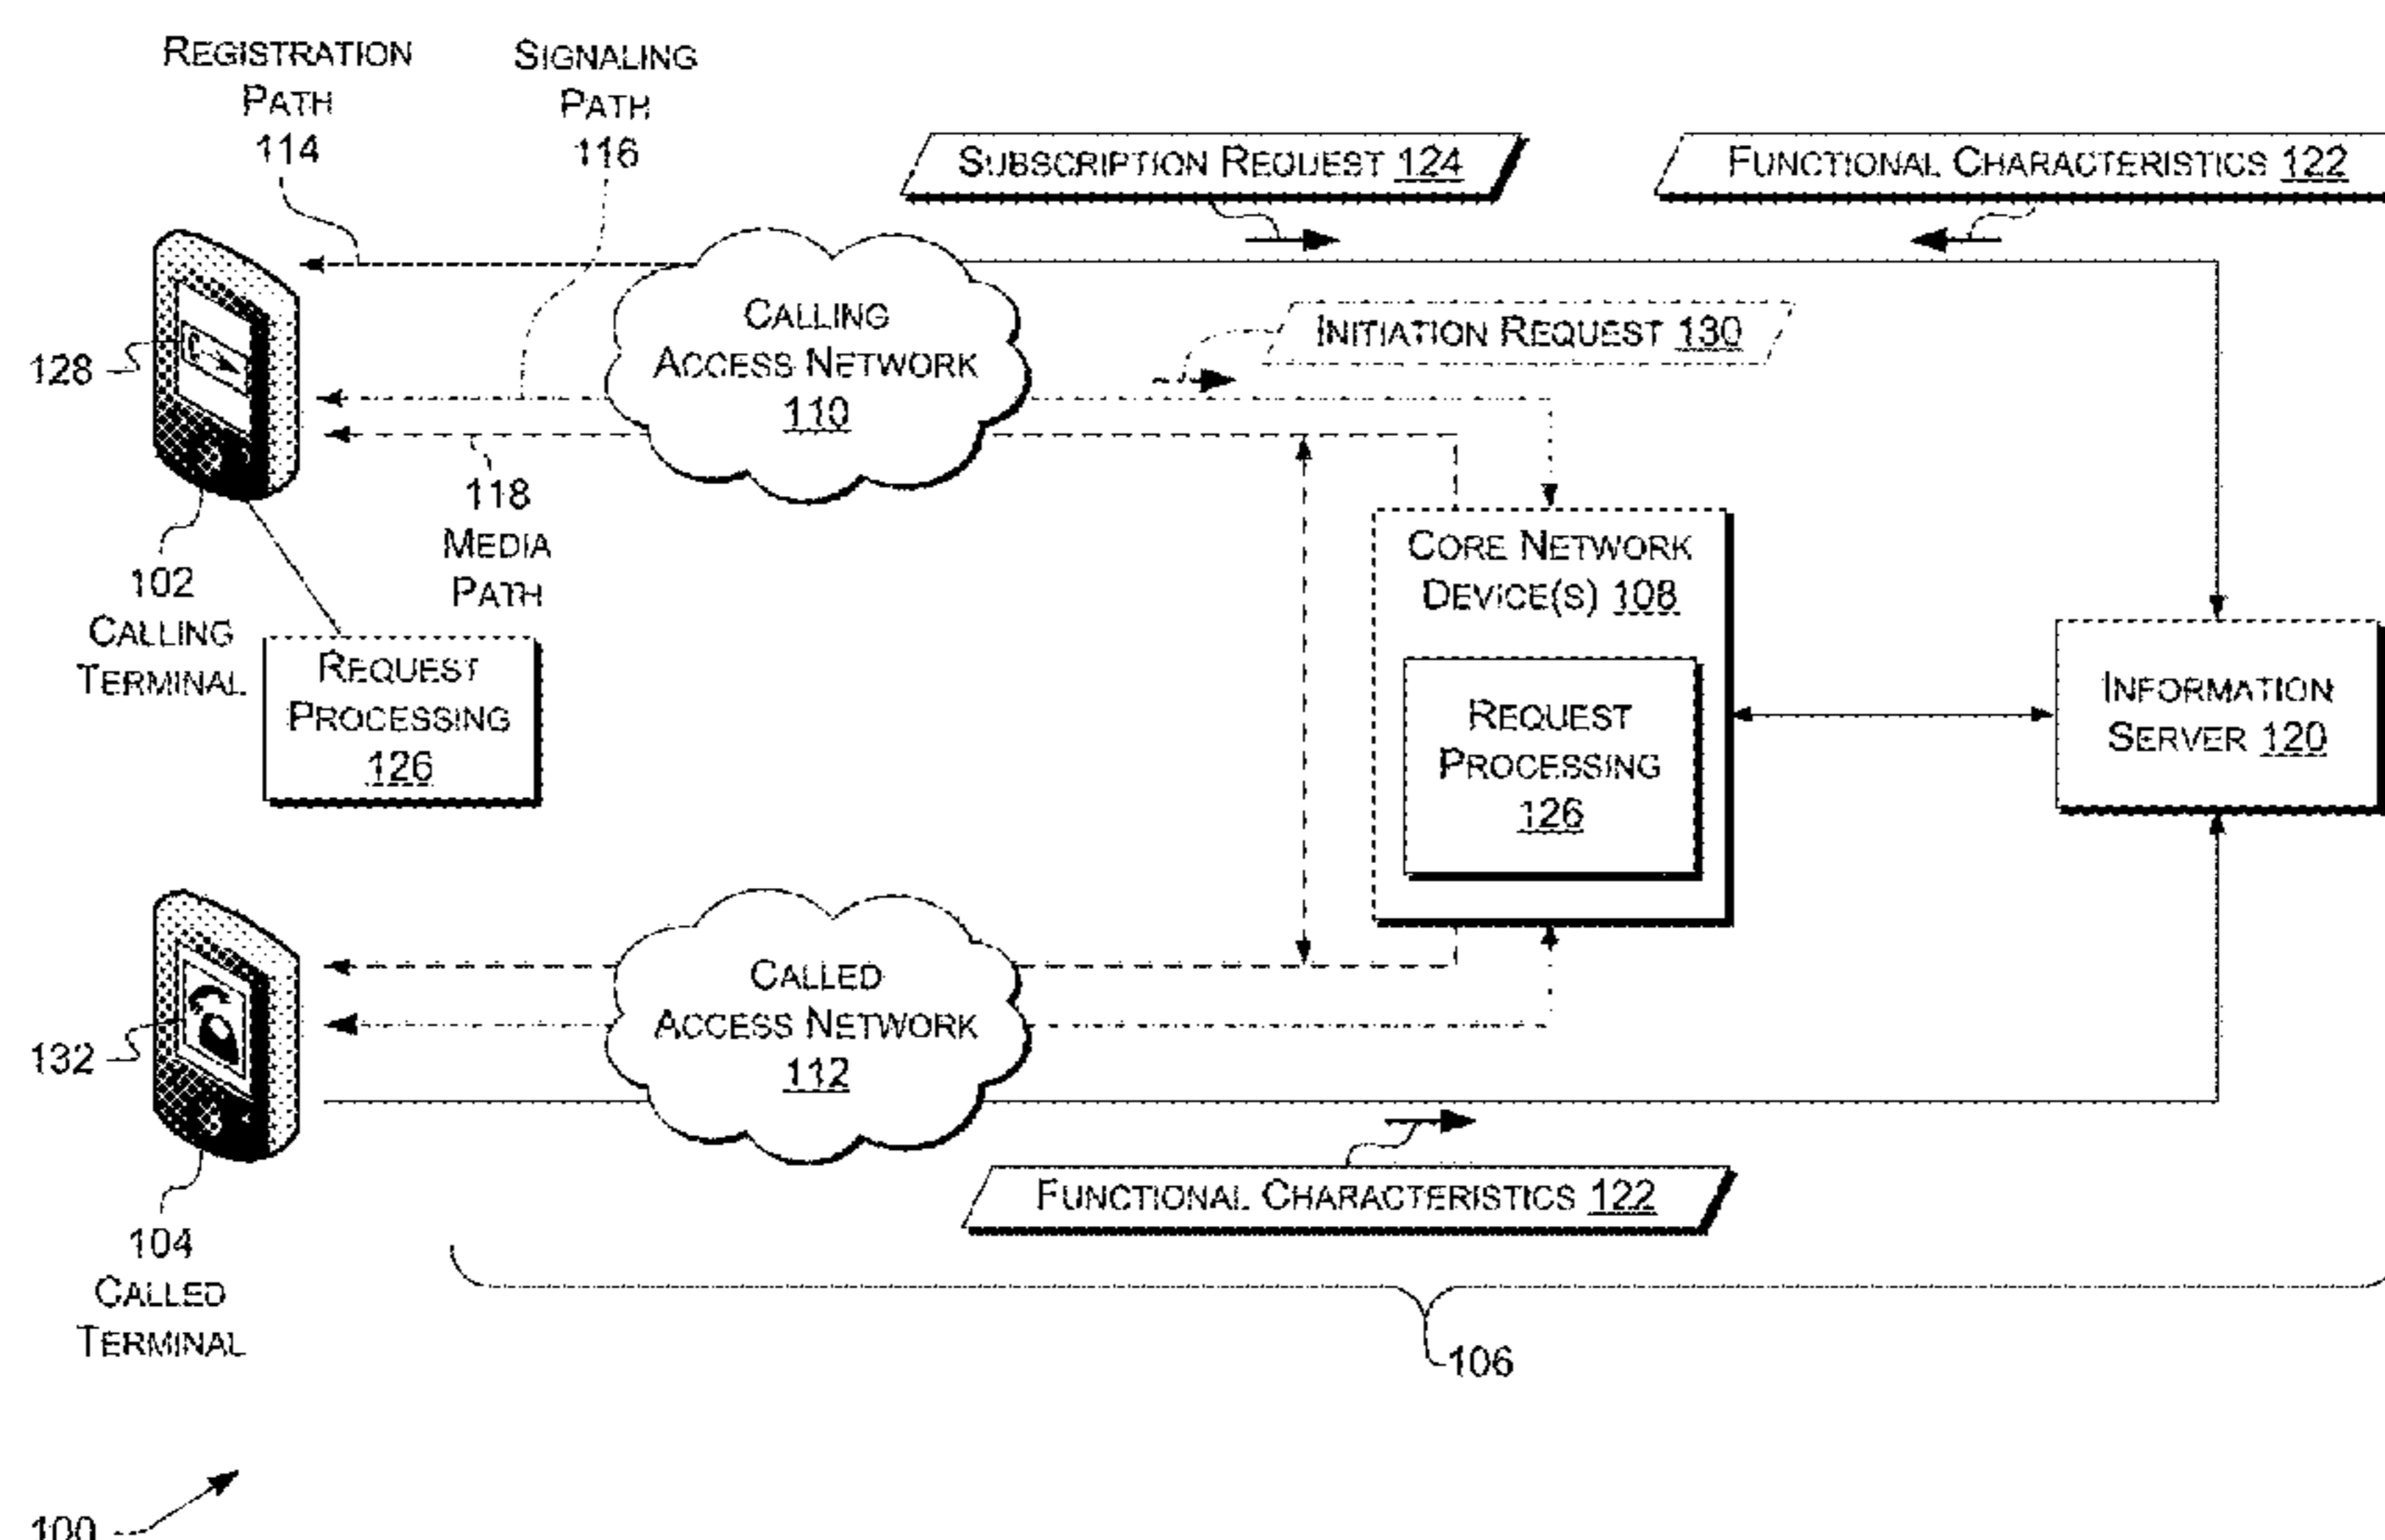 REGISTRATION
PATH
114
SIGNALING
PATH
116
SUBSCRIPTION REQUEST 124
FUNCTIONAL CHARACTERISTICS 122
CALLING
ACCESS NETWORK
110
INITIATION REQUEST 130
128
118
MEDIA
PATH
102
CALLING
TERMINAL
REQUEST
PROCESSING
126
CORE NETWORK
DEVICE(S) 108
REQUEST
PROCESSING
126
INFORMATION
SERVER 120
CALLED
ACCESS NETWORK
112
132
FUNCTIONAL CHARACTERISTICS 122
104
CALLED
TERMINAL
106
100